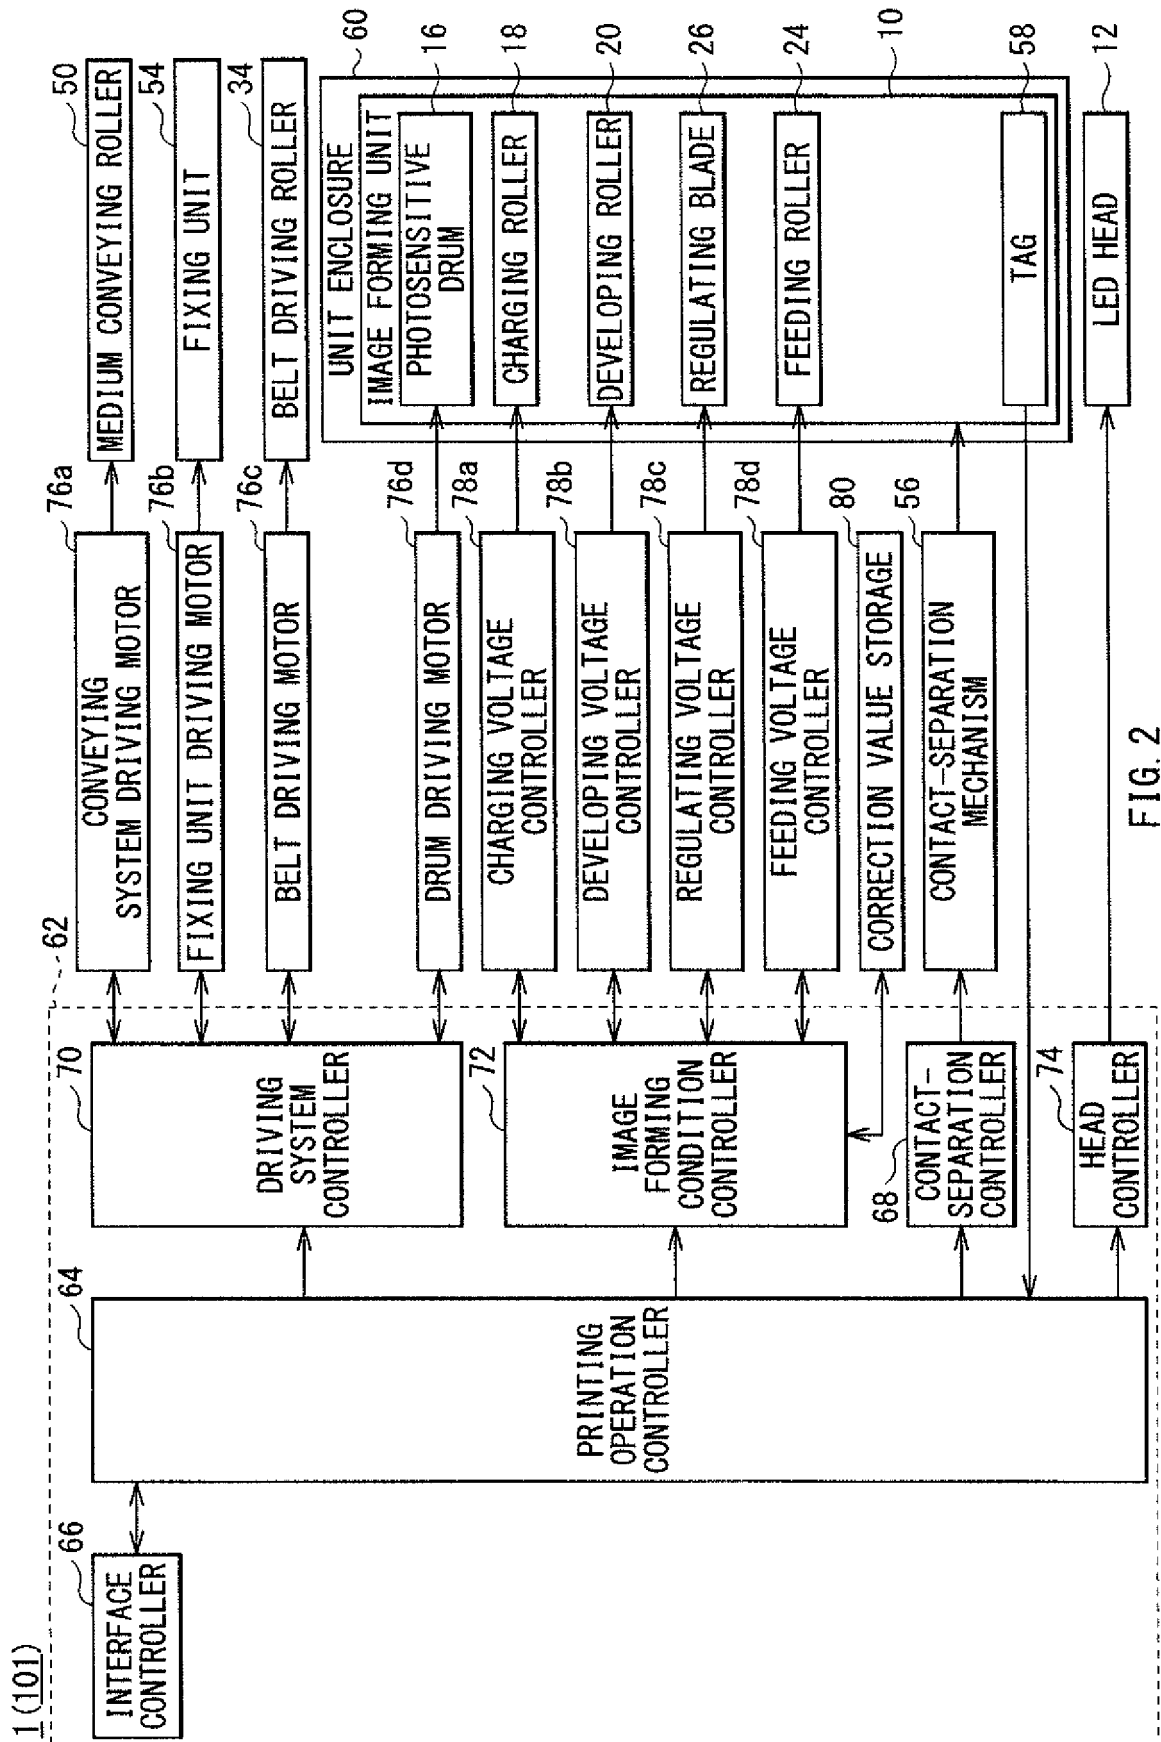 1(101)
66
INTERFACE
CONTROLLER
64
PRINTING
OPERATION
CONTROLLER
62
70
DRIVING
SYSTEM
CONTROLLER
72
IMAGE
FORMING
CONDITION
CONTROLLER
68
CONTACT-
SEPARATION
CONTROLLER
74
HEAD
CONTROLLER
76a
CONVEYING
SYSTEM DRIVING MOTOR
76b
FIXING UNIT DRIVING MOTOR
76c
BELT DRIVING MOTOR
76d
DRUM DRIVING MOTOR
78a
CHARGING VOLTAGE
CONTROLLER
78b
DEVELOPING VOLTAGE
CONTROLLER
78c
REGULATING VOLTAGE
CONTROLLER
78d
FEEDING VOLTAGE
CONTROLLER
80
CORRECTION VALUE STORAGE
56
CONTACT-SEPARATION
MECHANISM
50
MEDIUM CONVEYING ROLLER
54
FIXING UNIT
34
BELT DRIVING ROLLER
60
UNIT ENCLOSURE
IMAGE FORMING UNIT
PHOTOSENSITIVE
DRUM
16
CHARGING ROLLER
18
DEVELOPING ROLLER
20
REGULATING BLADE
26
FEEDING ROLLER
24
10
TAG
58
LED HEAD
12
FIG. 2